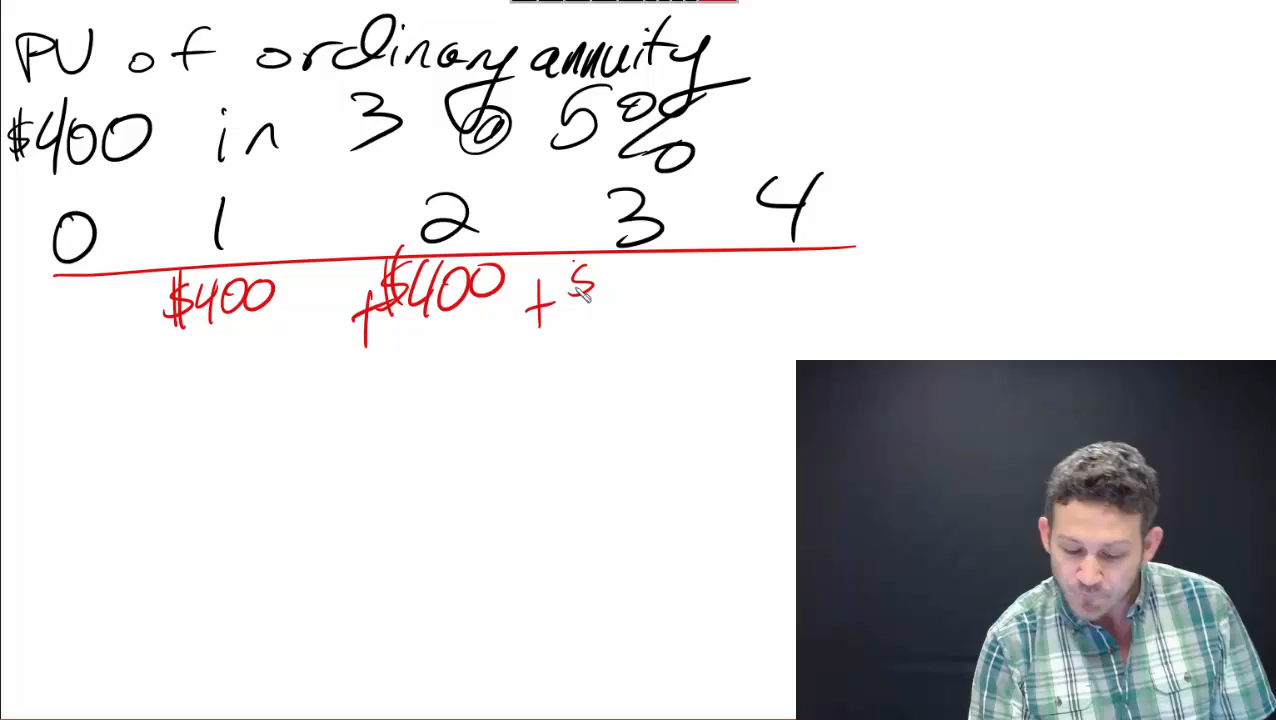 PV of ordinary annuity
$400 in 3 @ 5%
0 1 2 3 4
$400 +$400 +